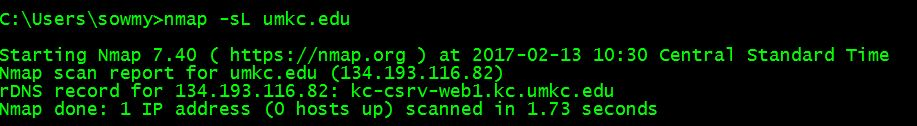 C:\Users\sowmy>nmap -sL umkc.edu
Starting Nmap 7.40 ( https://nmap.org ) at 2017-02-13 10:30 Central Standard Time
Nmap scan report for umkc.edu (134.193.116.82)
rDNS record for 134.193.116.82: kc-csrv-web1.kc.umkc.edu
Nmap done: 1 IP address (0 hosts up) scanned in 1.73 seconds